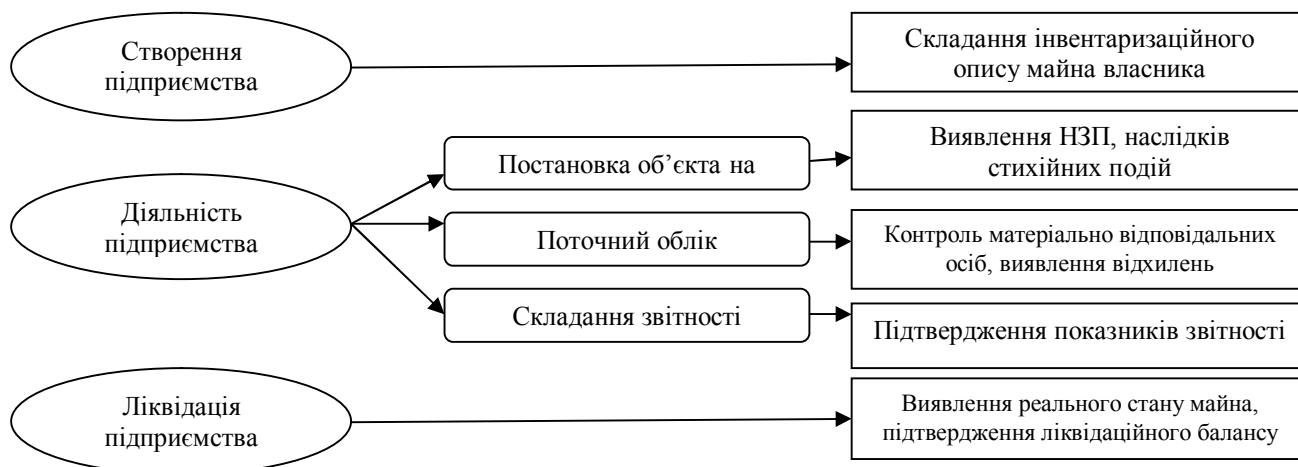 Створення
підприємства
Складання інвентаризаційного
опису майна власника
Діяльність
підприємства
Постановка об’єкта на
Виявлення НЗП, наслідків
стихійних подій
Поточний облік
Контроль матеріально відповідальних
осіб, виявлення відхилень
Складання звітності
Підтвердження показників звітності
Ліквідація
підприємства
Виявлення реального стану майна,
підтвердження ліквідаційного балансу